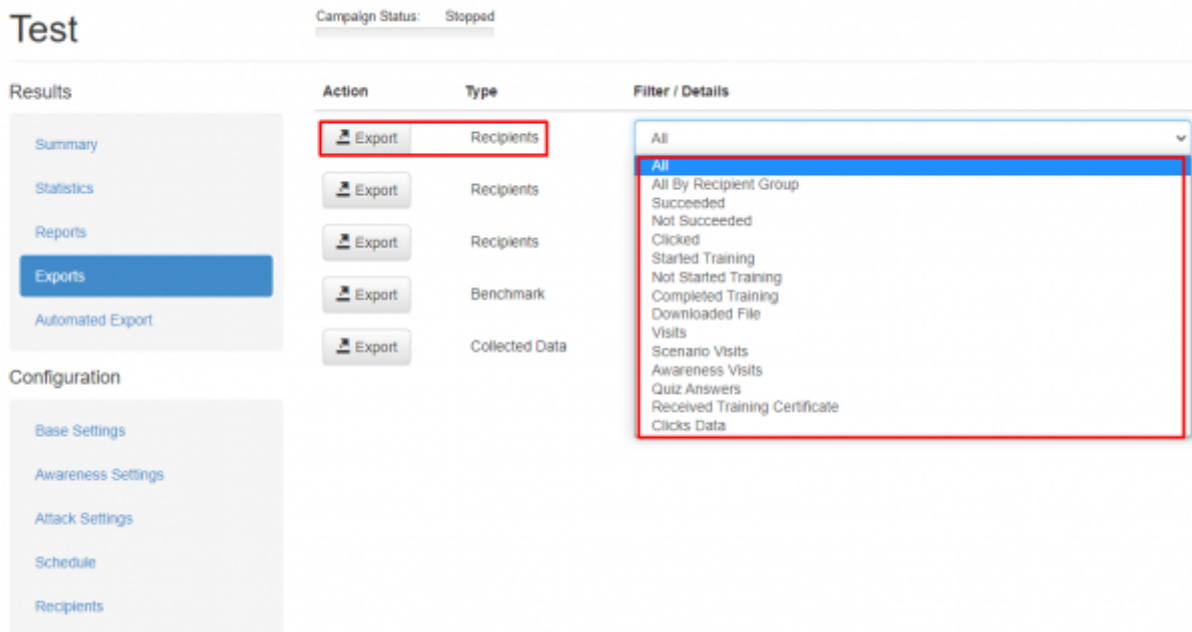 Test
Campaign Status: Stopped
Results
Summary
Statistics
Reports
Exports
Automated Export
Configuration
Base Settings
Awareness Settings
Attack Settings
Schedule
Recipients
Action Type Filter / Details
Export Recipients All
Export Recipients
Export Recipients
Export Benchmark
Export Collected Data
All
All By Recipient Group
Succeeded
Not Succeeded
Clicked
Started Training
Not Started Training
Completed Training
Downloaded File
Visits
Scenario Visits
Awareness Visits
Quiz Answers
Received Training Certificate
Clicks Data